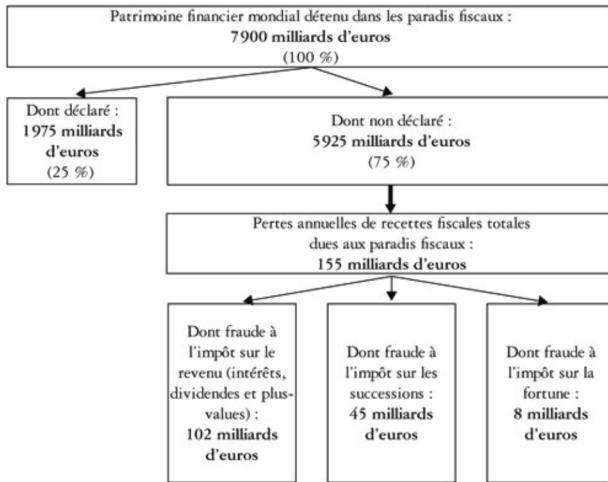 Patrimoine financier mondial détenu dans les paradis fiscaux :
7900 milliards d'euros
(100 %)
Dont déclaré :
1975 milliards
d'euros
(25 %)
Dont non déclaré :
5925 milliards d'euros
(75 %)
Pertes annuelles de recettes fiscales totales
dues aux paradis fiscaux :
155 milliards d'euros
Dont fraude à
l'impôt sur le
revenu (intérêts,
dividendes et plus-
values) :
102 milliards
d'euros
Dont fraude à
l'impôt sur les
successions :
45 milliards
d'euros
Dont fraude à
l'impôt sur la
fortune :
8 milliards
d'euros